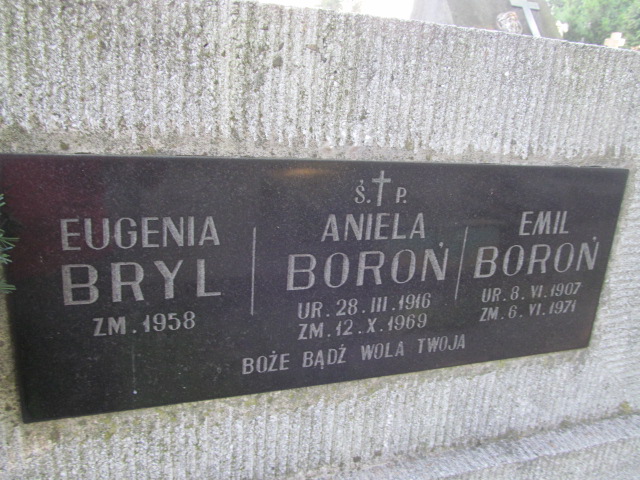 Ś. P.
EUGENIA
BRYL
ZM. 1958
ANIELA
BOROŃ
UR. 28. III. 1916
ZM. 12. X. 1969
EMIL
BOROŃ
UR. 8. VI. 1907
ZM. 6. VI. 1971
BOŻE BĄDŹ WOLA TWOJA